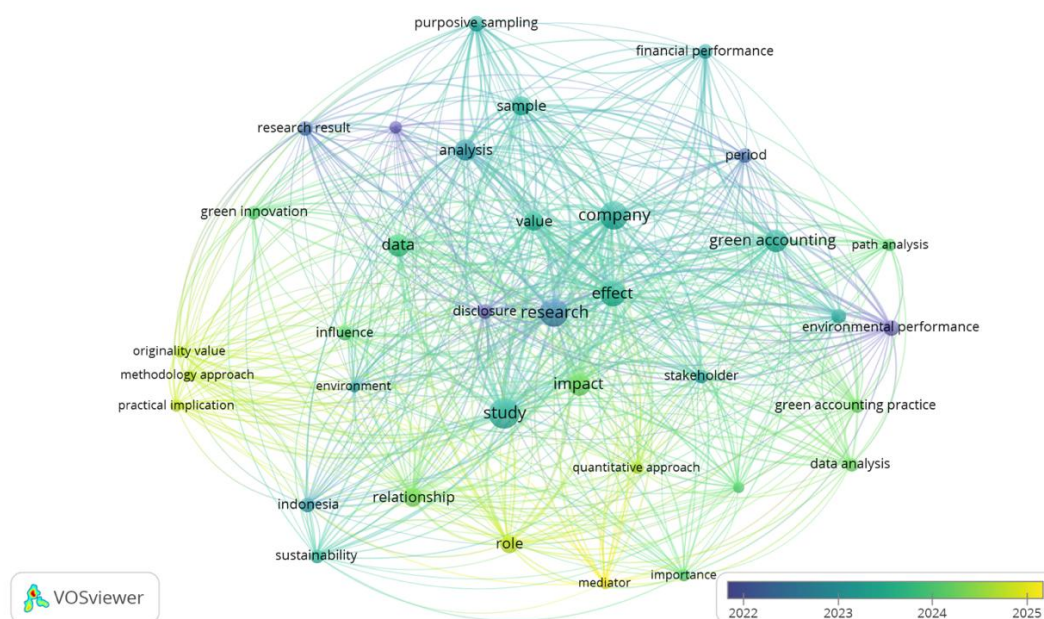 purposive sampling
financial performance
sample
research result
analysis
period
green innovation
value
company
data
green accounting
path analysis
effect
disclosure
research
environmental performance
influence
originality value
methodology approach
environment
impact
stakeholder
practical implication
study
green accounting practice
quantitative approach
data analysis
relationship
indonesia
role
sustainability
mediator
importance
VOSviewer
2022
2023
2024
2025